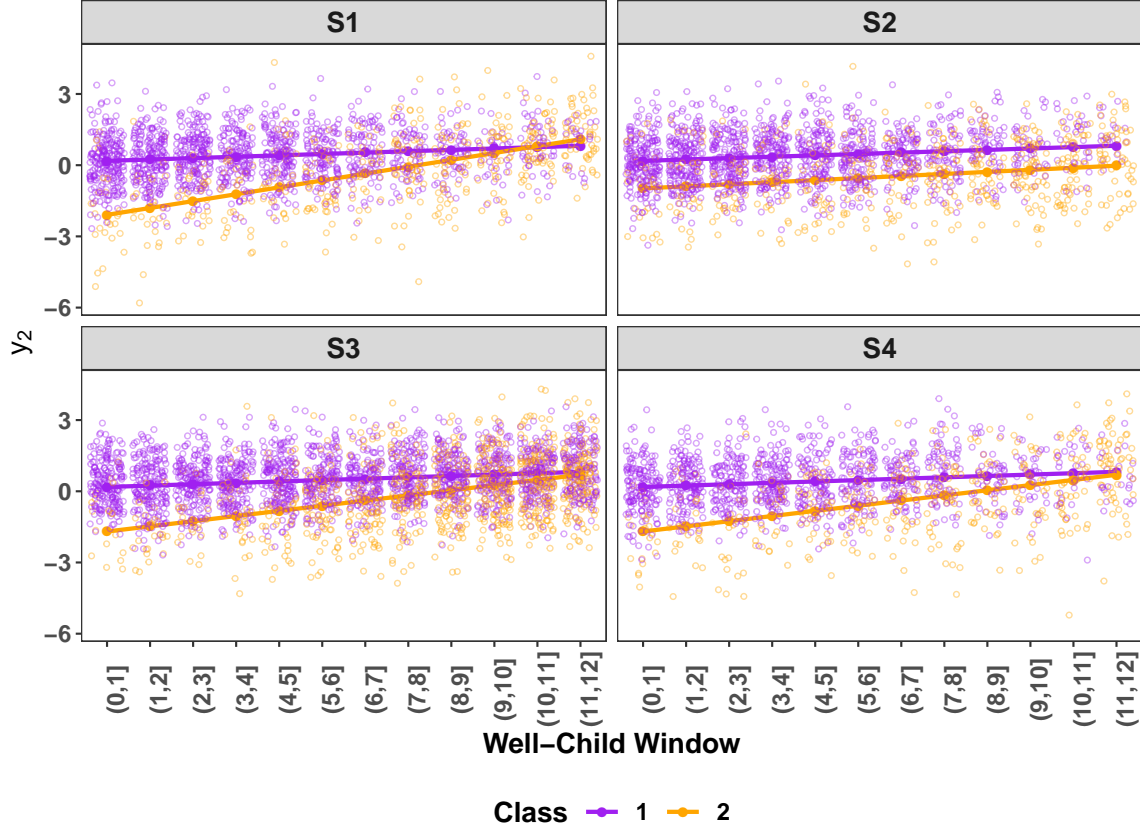 S1 S2
3
0
−3
−6
S3 S4
3
0
−3
−6
y2
(0,1] (1,2] (2,3] (3,4] (4,5] (5,6] (6,7] (7,8] (8,9] (9,10] (10,11] (11,12] (0,1] (1,2] (2,3] (3,4] (4,5] (5,6] (6,7] (7,8] (8,9] (9,10] (10,11] (11,12]
Well−Child Window
Class 1 2